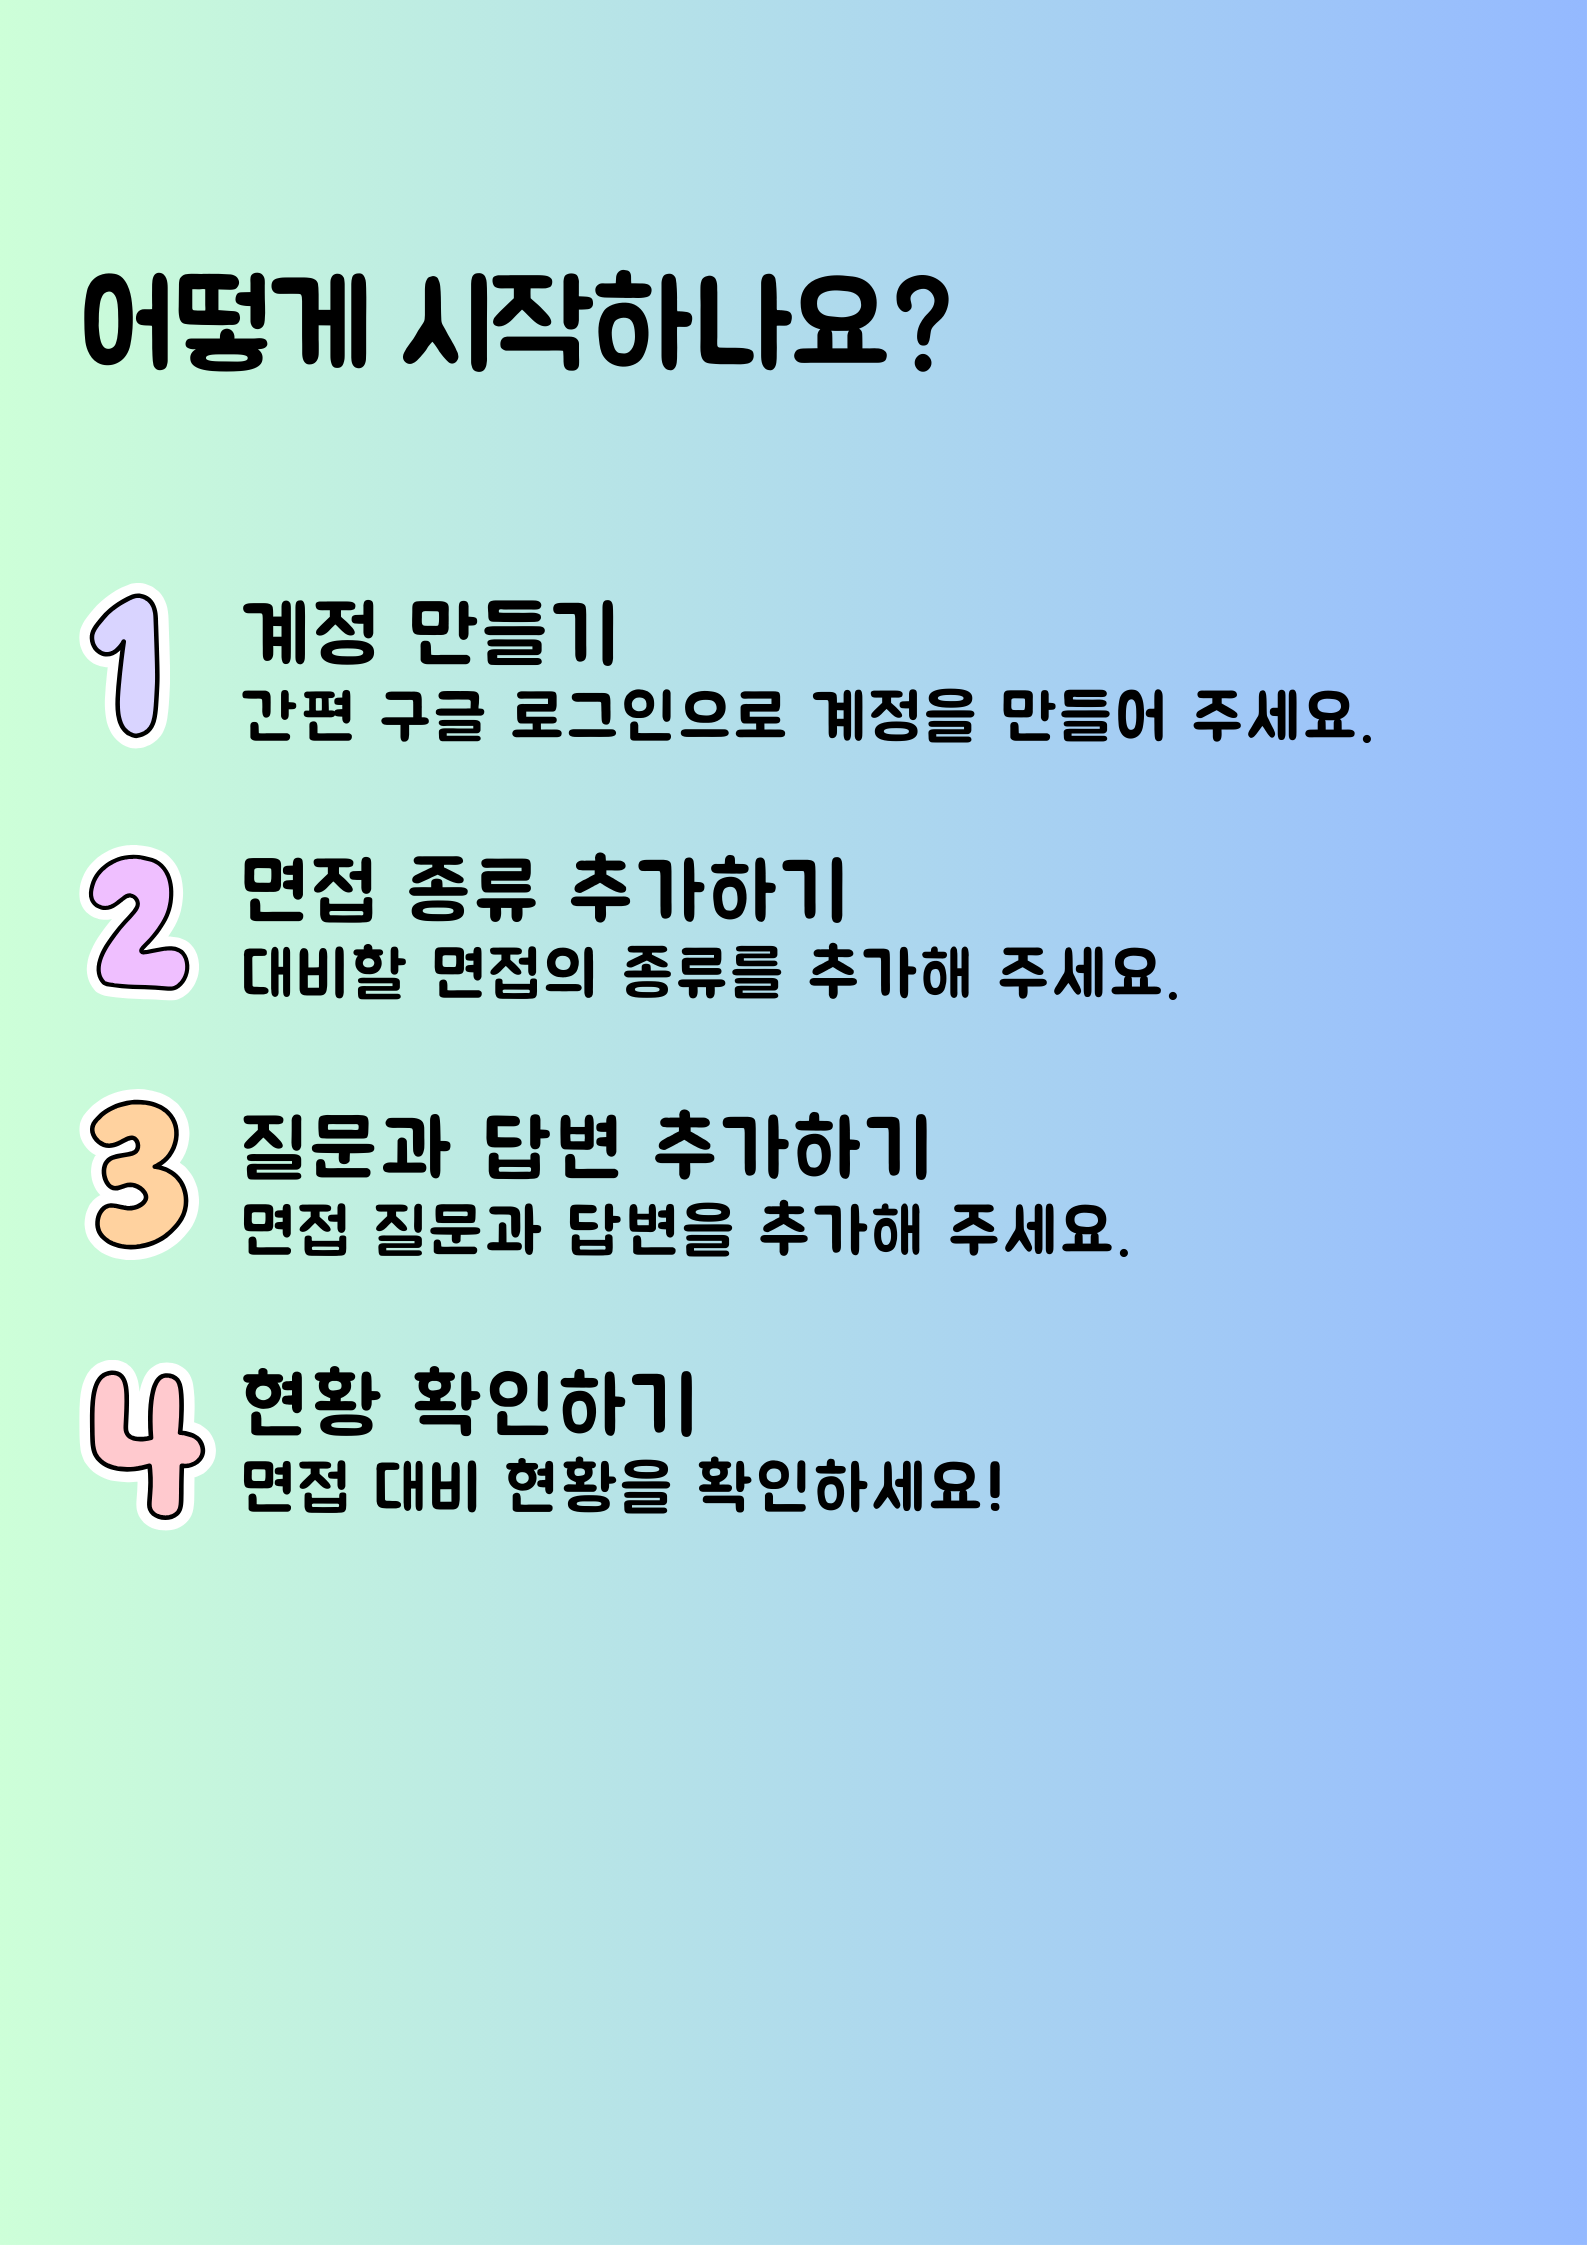 어떻게 시작하나요?
1
계정 만들기
간편 구글 로그인으로 계정을 만들어 주세요.
2
면접 종류 추가하기
대비할 면접의 종류를 추가해 주세요.
3
질문과 답변 추가하기
면접 질문과 답변을 추가해 주세요.
4
현황 확인하기
면접 대비 현황을 확인하세요!